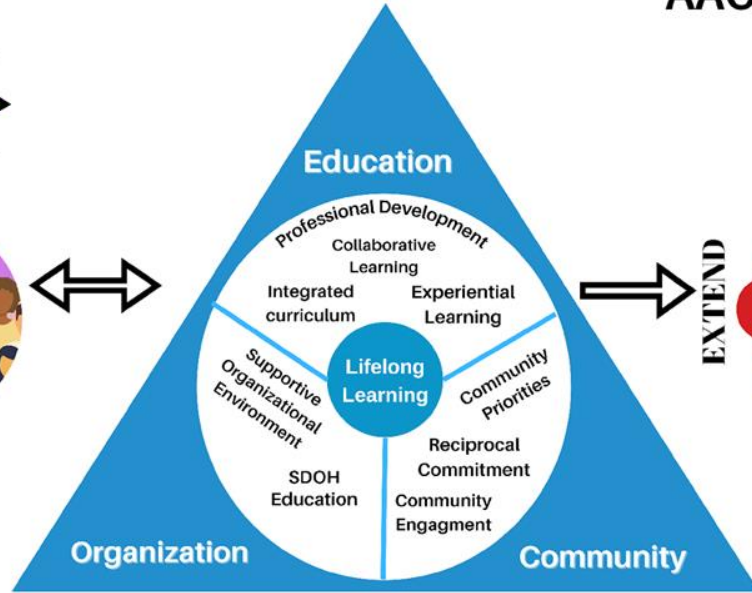 Education
Professional Development
Collaborative
Learning
Integrated
curriculum
Experiential
Learning
Lifelong
Learning
Supportive
Organizational
Environment
SDOH
Education
Community
Priorities
Reciprocal
Commitment
Community
Engagment
Organization
Community
EXTEND